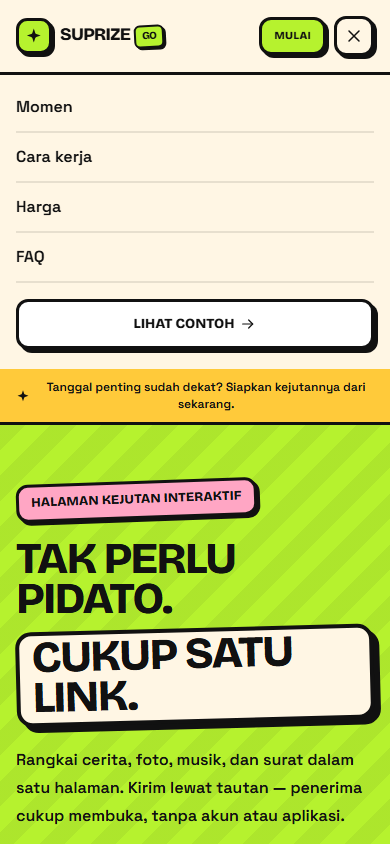 SUPRIZE GO
MULAI
Momen
Cara kerja
Harga
FAQ
LIHAT CONTOH →
Tanggal penting sudah dekat? Siapkan kejutannya dari
sekarang.
HALAMAN KEJUTAN INTERAKTIF
TAK PERLU
PIDATO.
CUKUP SATU
LINK.
Rangkai cerita, foto, musik, dan surat dalam
satu halaman. Kirim lewat tautan — penerima
cukup membuka, tanpa akun atau aplikasi.